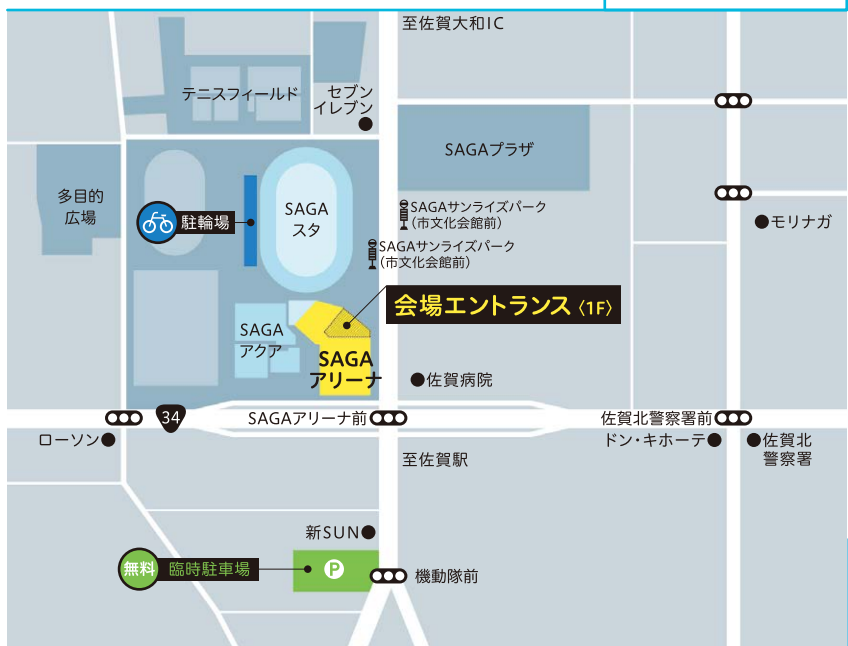 至佐賀大和IC
テニスフィールド
セブン
イレブン
SAGAプラザ
多目的
広場
駐輪場
SAGA
スタ
SAGAサンライズパーク
(市文化会館前)
SAGAサンライズパーク
(市文化会館前)
モリナガ
会場エントランス〈1F〉
SAGA
アクア
SAGA
アリーナ
佐賀病院
34
SAGAアリーナ前
佐賀北警察署前
ローソン
ドン・キホーテ
佐賀北
警察署
至佐賀駅
新SUN
無料
臨時駐車場
P
機動隊前